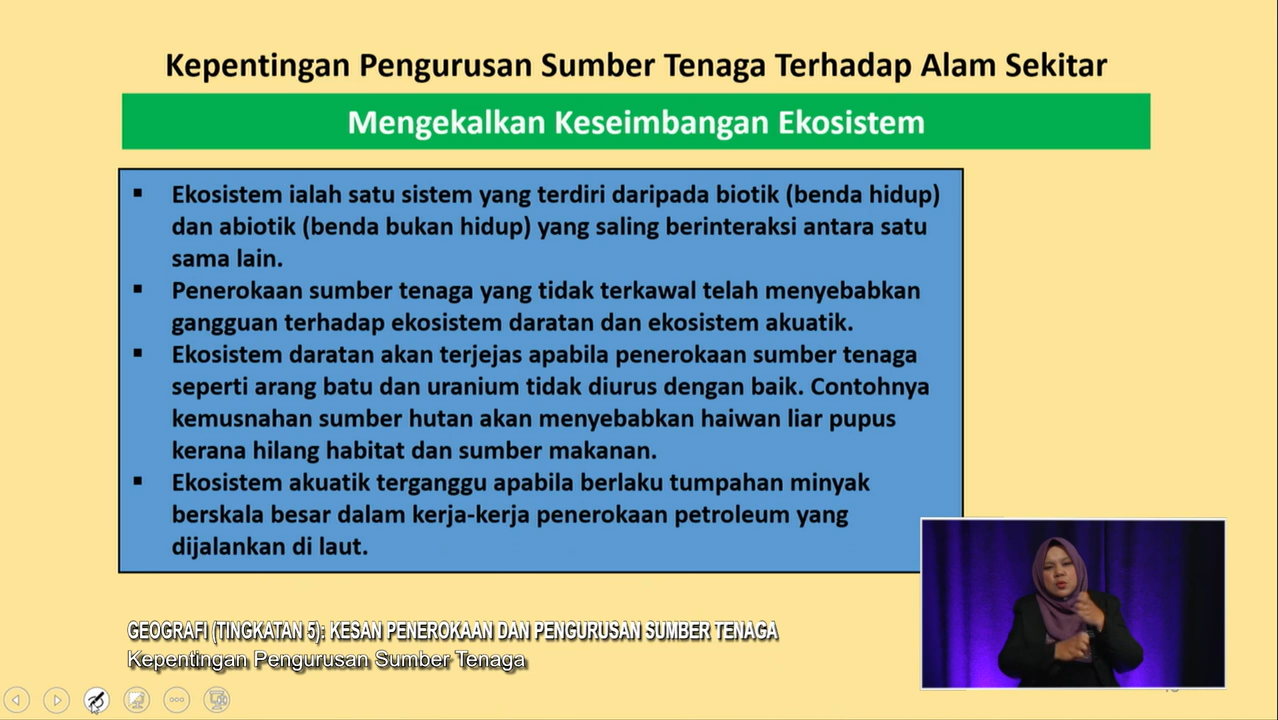 Kepentingan Pengurusan Sumber Tenaga Terhadap Alam Sekitar
Mengekalkan Keseimbangan Ekosistem
▪ Ekosistem ialah satu sistem yang terdiri daripada biotik (benda hidup)
dan abiotik (benda bukan hidup) yang saling berinteraksi antara satu
sama lain.
▪ Penerokaan sumber tenaga yang tidak terkawal telah menyebabkan
gangguan terhadap ekosistem daratan dan ekosistem akuatik.
▪ Ekosistem daratan akan terjejas apabila penerokaan sumber tenaga
seperti arang batu dan uranium tidak diurus dengan baik. Contohnya
kemusnahan sumber hutan akan menyebabkan haiwan liar pupus
kerana hilang habitat dan sumber makanan.
▪ Ekosistem akuatik terganggu apabila berlaku tumpahan minyak
berskala besar dalam kerja-kerja penerokaan petroleum yang
dijalankan di laut.
GEOGRAFI (TINGKATAN 5): KESAN PENEROKAAN DAN PENGURUSAN SUMBER TENAGA
Kepentingan Pengurusan Sumber Tenaga